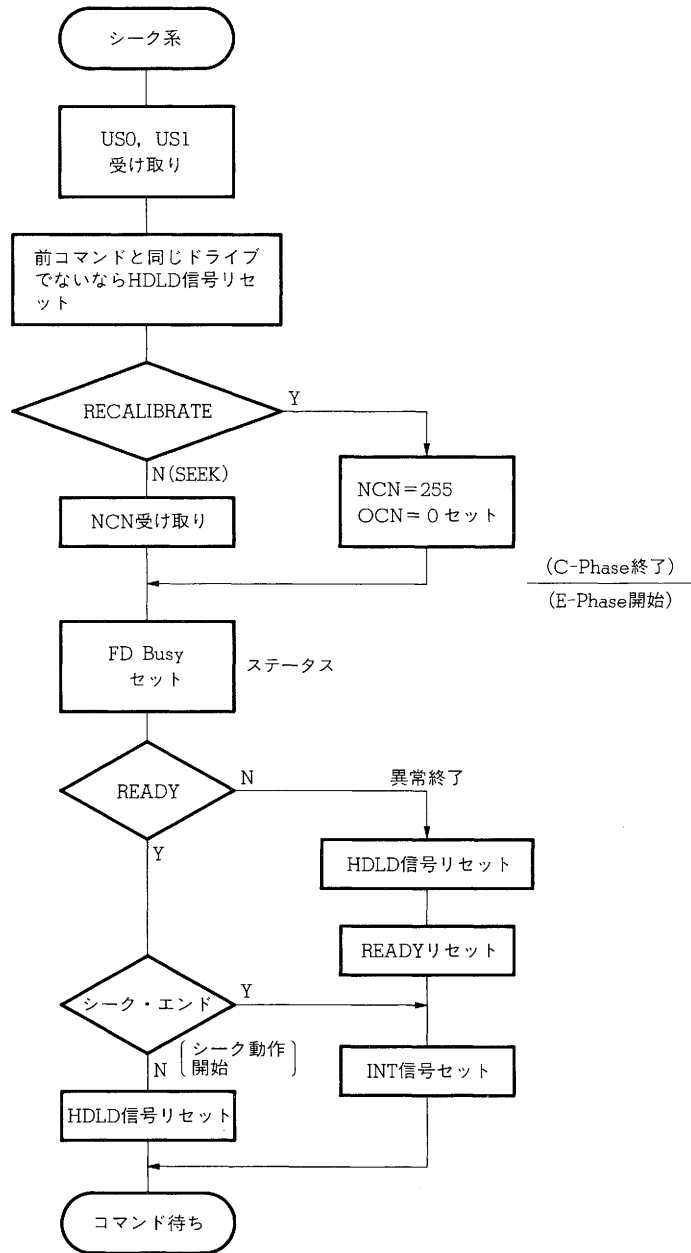 シーク系
US0, US1
受け取り
前コマンドと同じドライブ
でないならHDLD信号リセ
ット
RECALIBRATE
Y
N(SEEK)
NCN=255
OCN=0セット
NCN受け取り
(C-Phase終了)
(E-Phase開始)
FD Busy
セット
ステータス
READY
N
異常終了
Y
HDLD信号リセット
READYリセット
シーク・エンド
Y
N
シーク動作
開始
INT信号セット
HDLD信号リセット
コマンド待ち